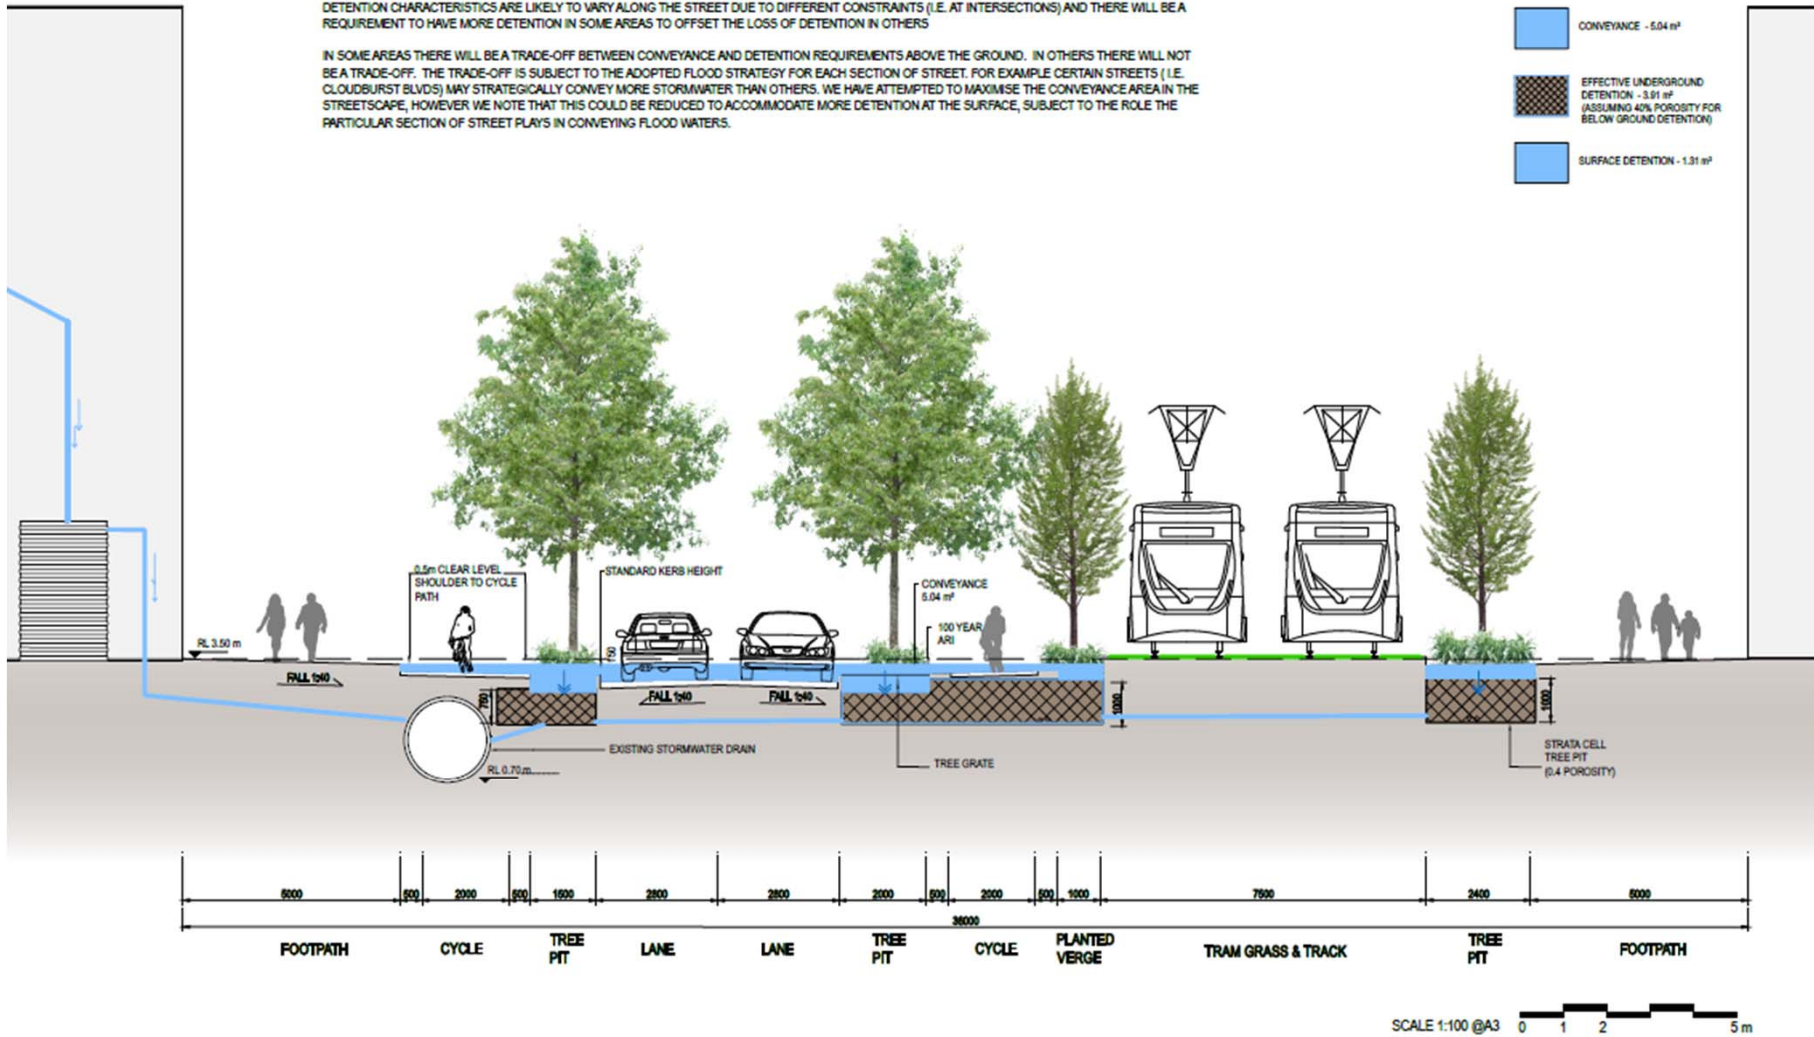 DETENTION CHARACTERISTICS ARE LIKELY TO VARY ALONG THE STREET DUE TO DIFFERENT CONSTRAINTS (I.E. AT INTERSECTIONS) AND THERE WILL BE A
REQUIREMENT TO HAVE MORE DETENTION IN SOME AREAS TO OFFSET THE LOSS OF DETENTION IN OTHERS
IN SOME AREAS THERE WILL BE A TRADE-OFF BETWEEN CONVEYANCE AND DETENTION REQUIREMENTS ABOVE THE GROUND. IN OTHERS THERE WILL NOT
BE A TRADE-OFF. THE TRADE-OFF IS SUBJECT TO THE ADOPTED FLOOD STRATEGY FOR EACH SECTION OF STREET. FOR EXAMPLE CERTAIN STREETS ( I.E.
CLOUDBURST BLVDS) MAY STRATEGICALLY CONVEY MORE STORMWATER THAN OTHERS. WE HAVE ATTEMPTED TO MAXIMISE THE CONVEYANCE AREA IN THE
STREETSCAPE, HOWEVER WE NOTE THAT THIS COULD BE REDUCED TO ACCOMMODATE MORE DETENTION AT THE SURFACE, SUBJECT TO THE ROLE THE
PARTICULAR SECTION OF STREET PLAYS IN CONVEYING FLOOD WATERS.
CONVEYANCE - 5.04 m²
EFFECTIVE UNDERGROUND
DETENTION - 3.91 m²
(ASSUMING 40% POROSITY FOR
BELOW GROUND DETENTION)
SURFACE DETENTION - 1.31 m²
0.5m CLEAR LEVEL
SHOULDER TO CYCLE
PATH
STANDARD KERB HEIGHT
CONVEYANCE
5.04 m²
100 YEAR
ARI
RL 3.50 m
150
FALL 1:40
FALL 1:40
FALL 1:40
750
1000
1000
EXISTING STORMWATER DRAIN
RL 0.70 m
TREE GRATE
STRATA CELL
TREE PIT
(0.4 POROSITY)
5000 500 2000 500 1500 2800 2800 2000 500 2000 500 1000 7500 2400 5000
36000
FOOTPATH
CYCLE
TREE
PIT
LANE
LANE
TREE
PIT
CYCLE
PLANTED
VERGE
TRAM GRASS & TRACK
TREE
PIT
FOOTPATH
SCALE 1:100 @A3 0 1 2 5 m